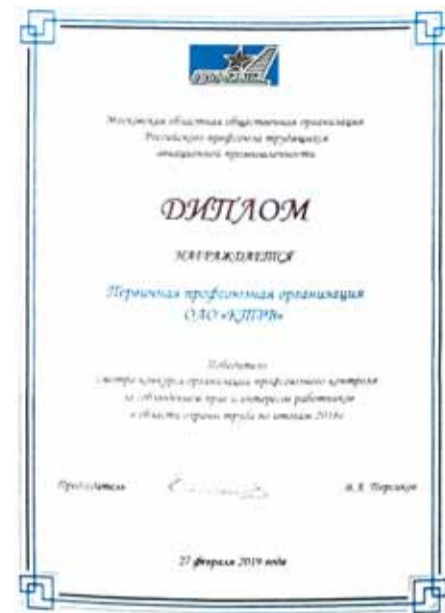 Московская областная общественная организация
Российского профсоюза трудящихся
авиационной промышленности
ДИПЛОМ
НАГРАЖДАЕТСЯ
Первичная профсоюзная организация
ОАО «КТРВ»
Победитель
смотра конкурса организации профсоюзного контроля
за соблюдением прав и интересов работников
в области охраны труда по итогам 2018г
Председатель
27 февраля 2019 года